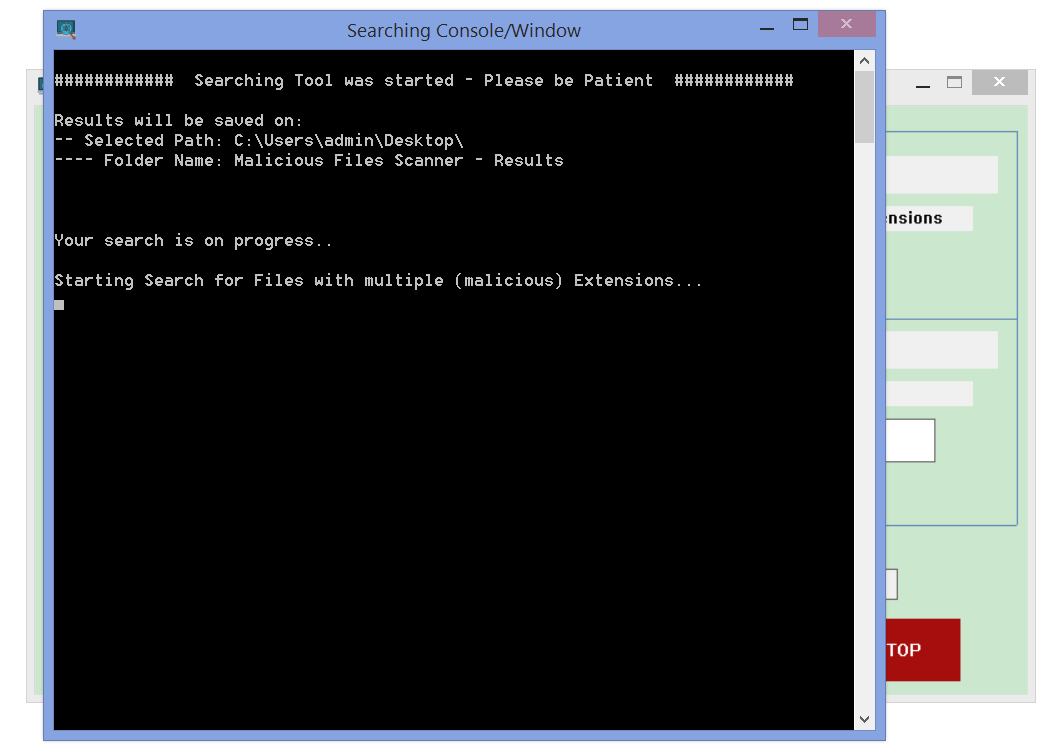 Searching Console/Window
############  Searching Tool was started - Please be Patient  ############
Results will be saved on:
-- Selected Path: C:\Users\admin\Desktop\
---- Folder Name: Malicious Files Scanner - Results
Your search is on progress..
Starting Search for Files with multiple (malicious) Extensions...
nsions
TOP